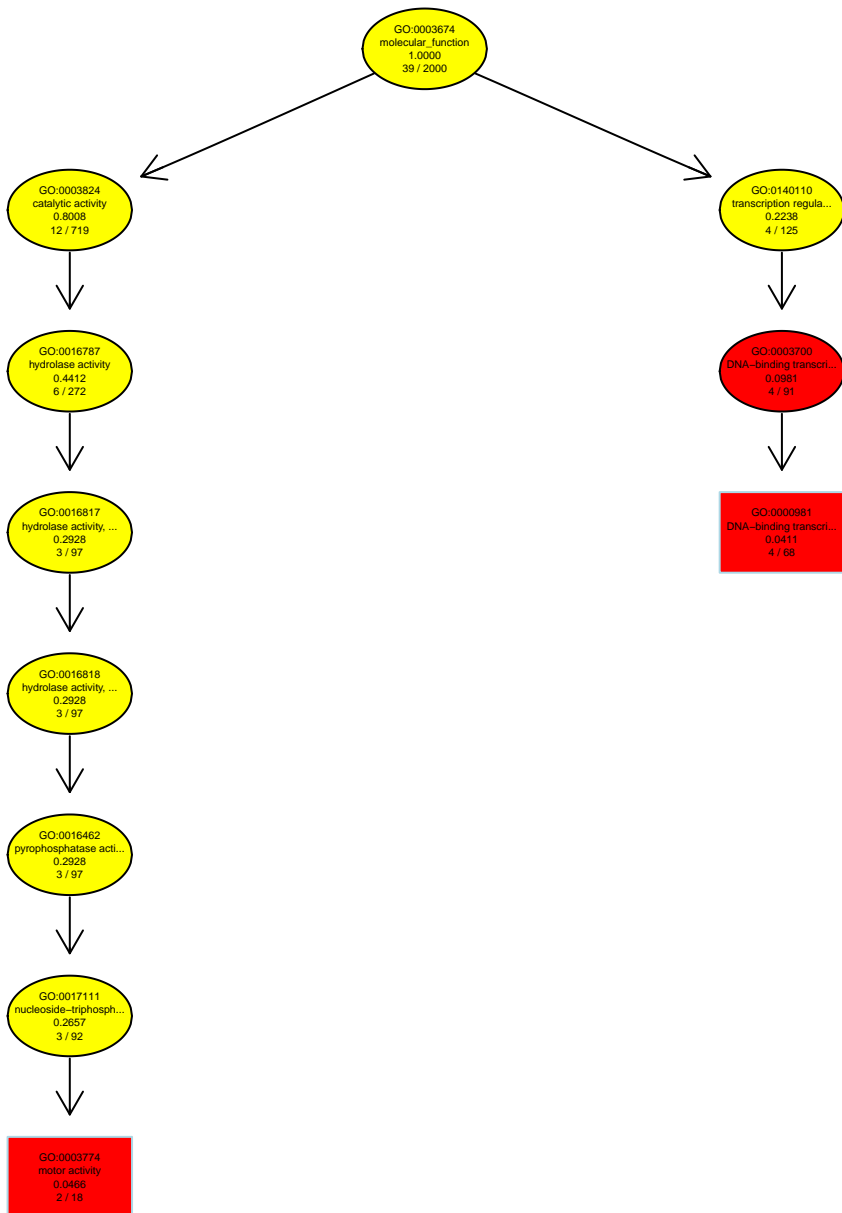 GO:0003674
molecular_function
1.0000
39 / 2000
GO:0003824
catalytic activity
0.8008
12 / 719
GO:0140110
transcription regula...
0.2238
4 / 125
GO:0016787
hydrolase activity
0.4412
6 / 272
GO:0003700
DNA−binding transcri...
0.0981
4 / 91
GO:0016817
hydrolase activity, ...
0.2928
3 / 97
GO:0000981
DNA−binding transcri...
0.0411
4 / 68
GO:0016818
hydrolase activity, ...
0.2928
3 / 97
GO:0016462
pyrophosphatase acti...
0.2928
3 / 97
GO:0017111
nucleoside−triphosph...
0.2657
3 / 92
GO:0003774
motor activity
0.0466
2 / 18